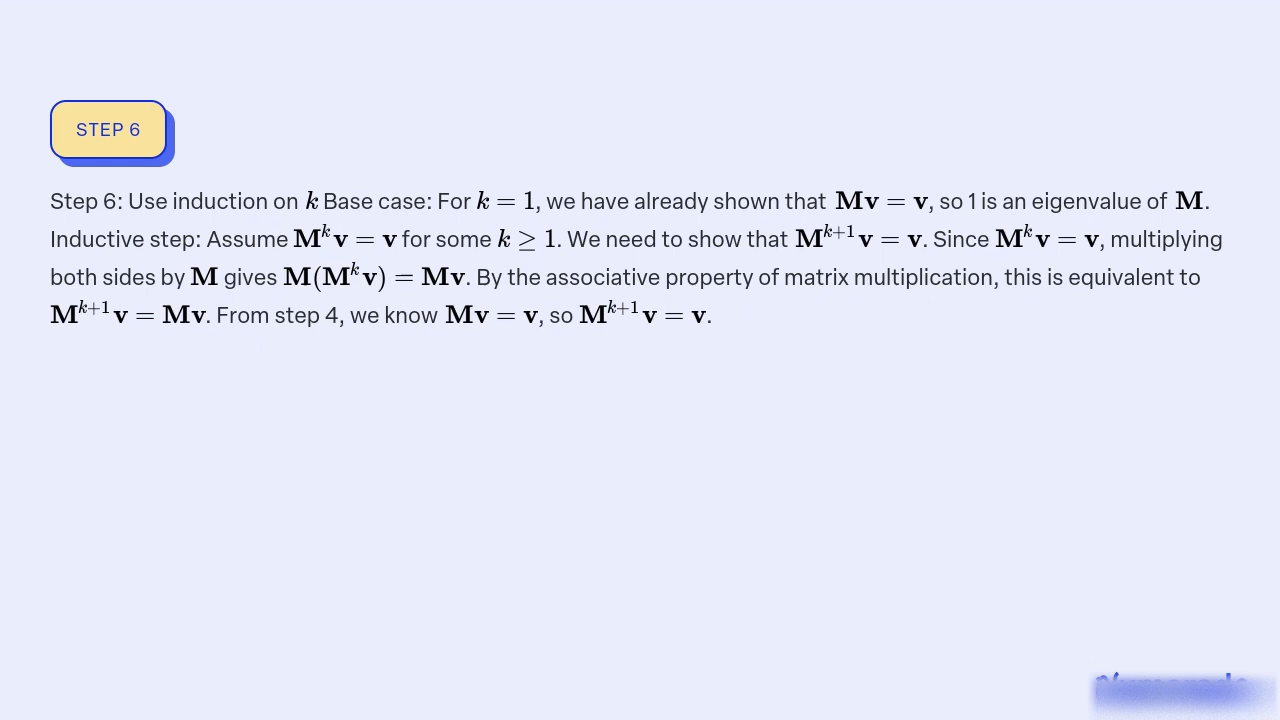 STEP 6
Step 6: Use induction on k Base case: For k = 1, we have already shown that Mv = v, so 1 is an eigenvalue of M.
Inductive step: Assume M^k v = v for some k ≥ 1. We need to show that M^{k+1} v = v. Since M^k v = v, multiplying
both sides by M gives M(M^k v) = Mv. By the associative property of matrix multiplication, this is equivalent to
M^{k+1} v = Mv. From step 4, we know Mv = v, so M^{k+1} v = v.